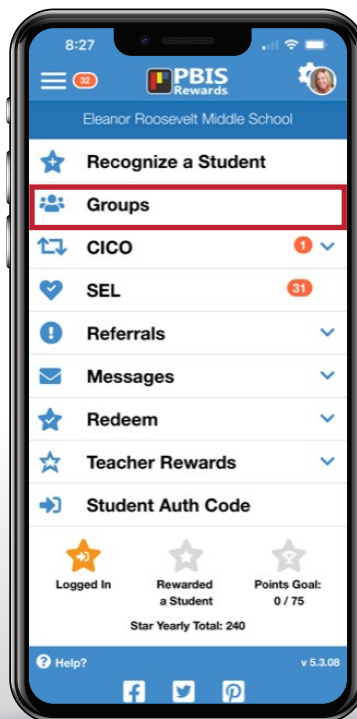 8:27
32
PBIS
Rewards
Eleanor Roosevelt Middle School
Recognize a Student
Groups
CICO 1
SEL 31
Referrals
Messages
Redeem
Teacher Rewards
Student Auth Code
Logged In
Rewarded
a Student
Points Goal:
0 / 75
Star Yearly Total: 240
Help? v 5.3.08